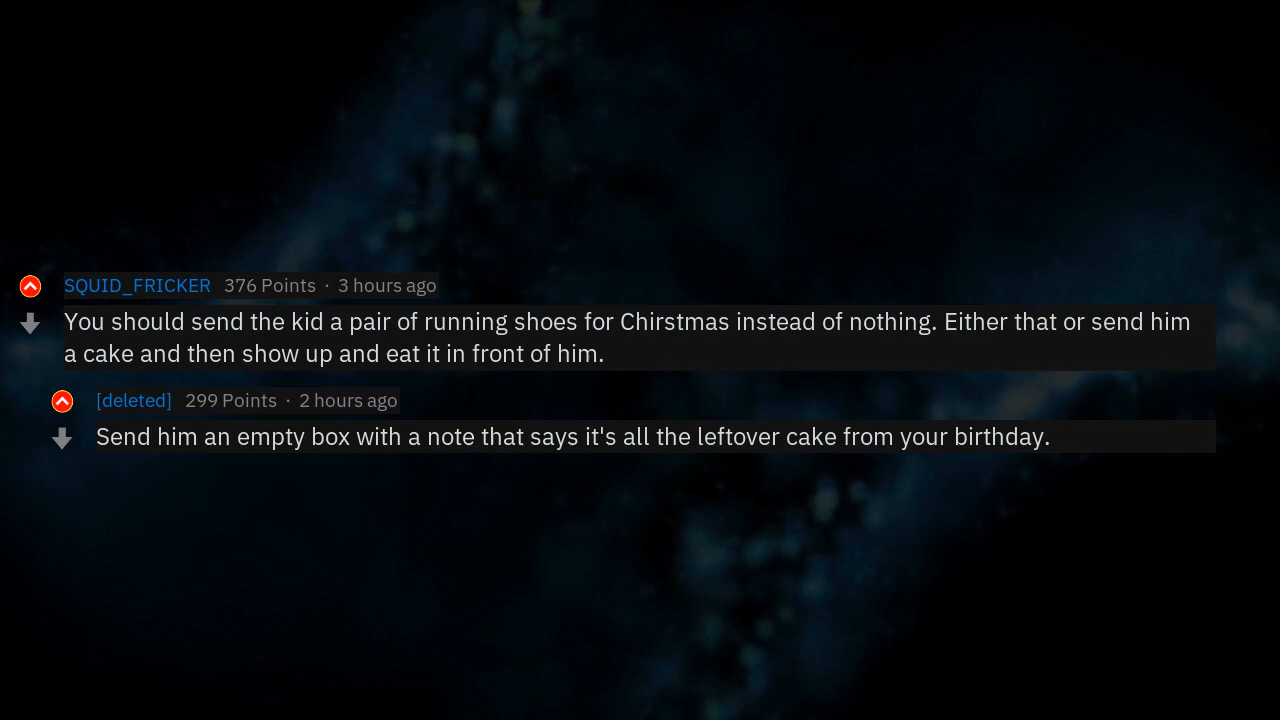 SQUID_FRICKER 376 Points · 3 hours ago
You should send the kid a pair of running shoes for Chirstmas instead of nothing. Either that or send him
a cake and then show up and eat it in front of him.
[deleted] 299 Points · 2 hours ago
Send him an empty box with a note that says it's all the leftover cake from your birthday.